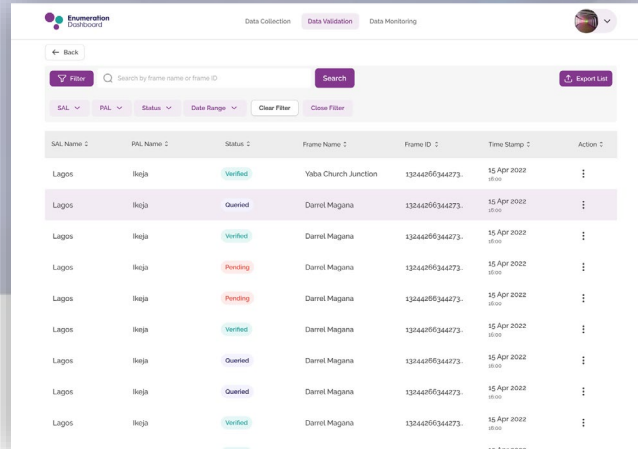 Enumeration
Dashboard
Data Collection Data Validation Data Monitoring
← Back
Filter Search by frame name or frame ID Search Export List
SAL PAL Status Date Range Clear Filter Close Filter
SAL Name PAL Name Status Frame Name Frame ID Time Stamp Action
Lagos Ikeja Verified Yaba Church Junction 13244266344273.. 15 Apr 2022
16:00
Lagos Ikeja Queried Darrel Magana 13244266344273.. 15 Apr 2022
16:00
Lagos Ikeja Verified Darrel Magana 13244266344273.. 15 Apr 2022
16:00
Lagos Ikeja Pending Darrel Magana 13244266344273.. 15 Apr 2022
16:00
Lagos Ikeja Pending Darrel Magana 13244266344273.. 15 Apr 2022
16:00
Lagos Ikeja Verified Darrel Magana 13244266344273.. 15 Apr 2022
16:00
Lagos Ikeja Queried Darrel Magana 13244266344273.. 15 Apr 2022
16:00
Lagos Ikeja Queried Darrel Magana 13244266344273.. 15 Apr 2022
16:00
Lagos Ikeja Verified Darrel Magana 13244266344273.. 15 Apr 2022
16:00